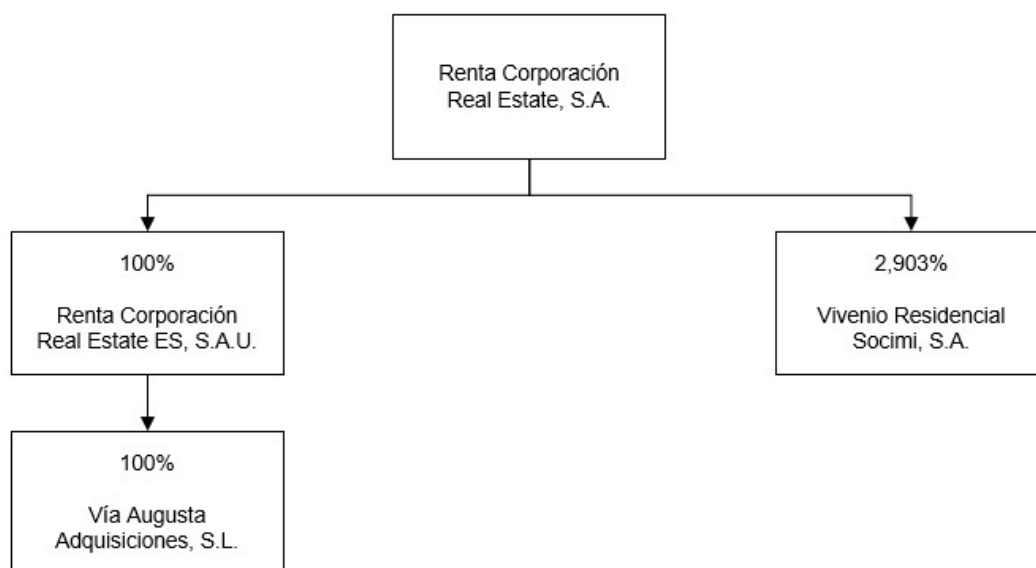 Renta Corporación
Real Estate, S.A.
100%
Renta Corporación
Real Estate ES, S.A.U.
2,903%
Vivenio Residencial
Socimi, S.A.
100%
Vía Augusta
Adquisiciones, S.L.